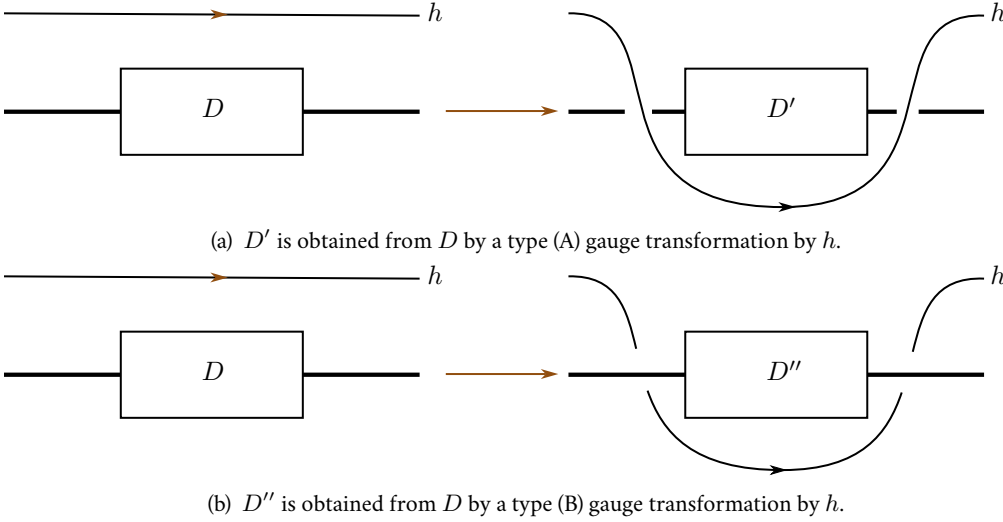 h h
D D′
(a) D′ is obtained from D by a type (A) gauge transformation by h.
h h
D D″
(b) D″ is obtained from D by a type (B) gauge transformation by h.